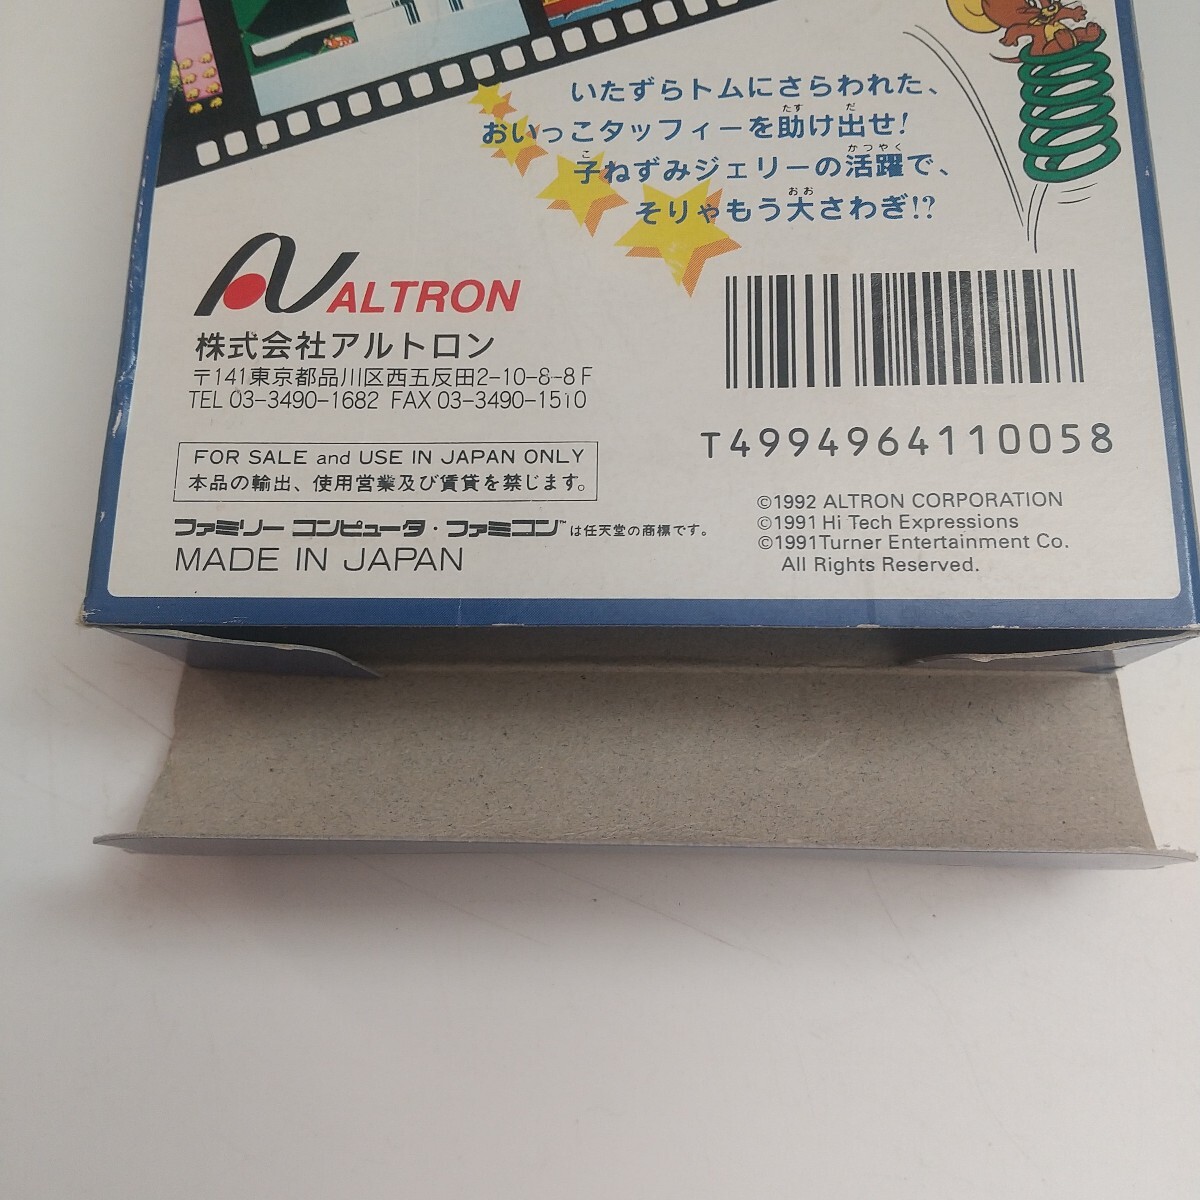 いたずらトムにさらわれた、
おいっこタッフィーを助け出せ!
子ねずみジェリーの活躍で、
そりゃもう大さわぎ!?
ALTRON
株式会社アルトロン
〒141東京都品川区西五反田2-10-8-8F
TEL 03-3490-1682 FAX 03-3490-1510
FOR SALE and USE IN JAPAN ONLY
本品の輸出、使用営業及び賃貸を禁じます。
ファミリー コンピュータ・ファミコン™は任天堂の商標です。
MADE IN JAPAN
T4994964110058
©1992 ALTRON CORPORATION
©1991 Hi Tech Expressions
©1991 Turner Entertainment Co.
All Rights Reserved.